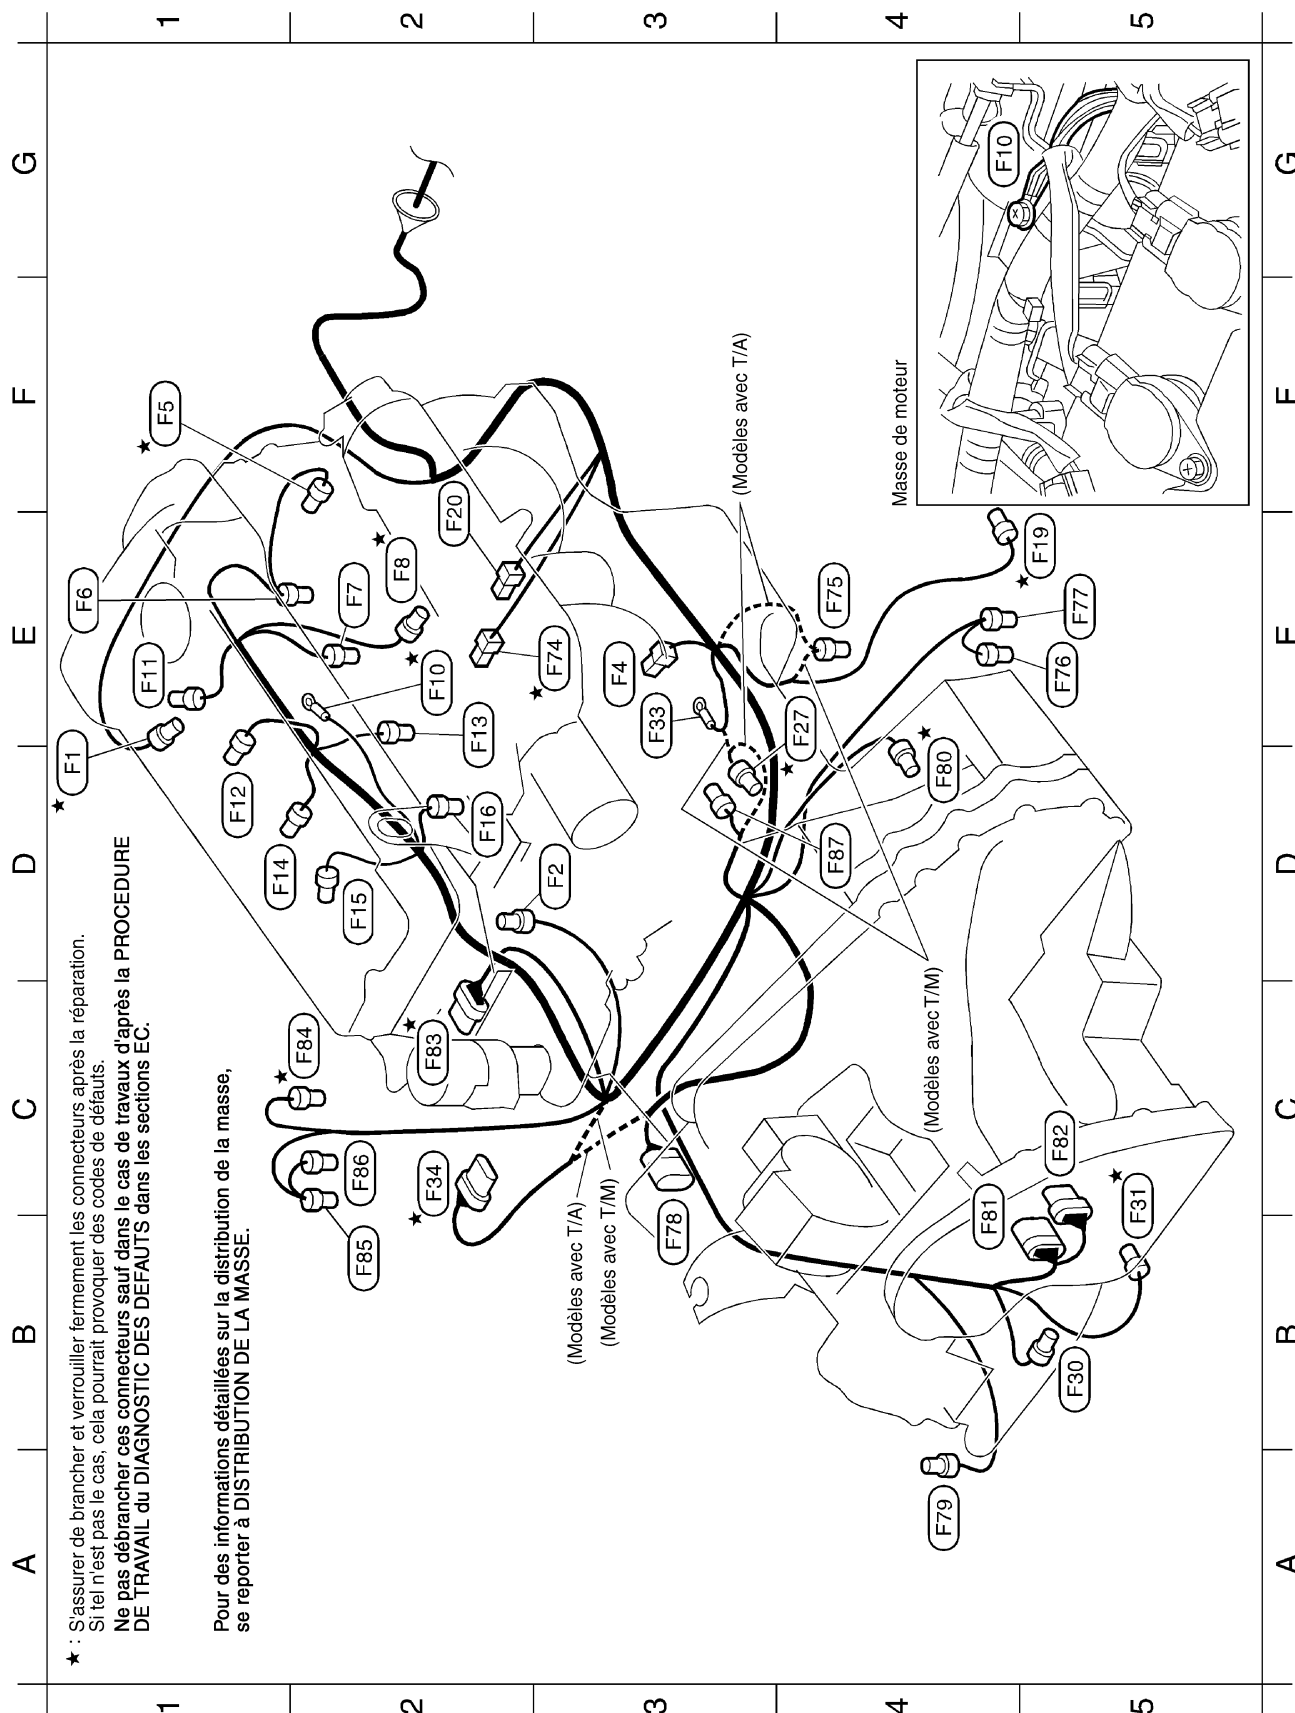 ★ : S'assurer de brancher et verrouiller fermement les connecteurs après la réparation.
Si tel n'est pas le cas, cela pourrait provoquer des codes de défauts.
Ne pas débrancher ces connecteurs sauf dans le cas de travaux d'après la PROCEDURE
DE TRAVAIL du DIAGNOSTIC DES DEFAUTS dans les sections EC.
Pour des informations détaillées sur la distribution de la masse,
se reporter à DISTRIBUTION DE LA MASSE.
A
B
C
D
E
F
G
1
1
2
2
3
3
4
4
5
5
★ F1
F6
★ F5
F11
F7
★ F8
F20
F12
★ F10
F13
★ F74
F14
F15
F16
F2
F4
F33
★ F27
F75
★ F19
F77
F76
★ F80
F87
★ F84
★ F83
F86
F85
★ F34
F78
F82
F81
★ F31
F30
F79
(Modèles avec T/A)
(Modèles avec T/M)
(Modèles avec T/A)
(Modèles avec T/M)
Masse de moteur
F10
A
B
C
D
E
F
G